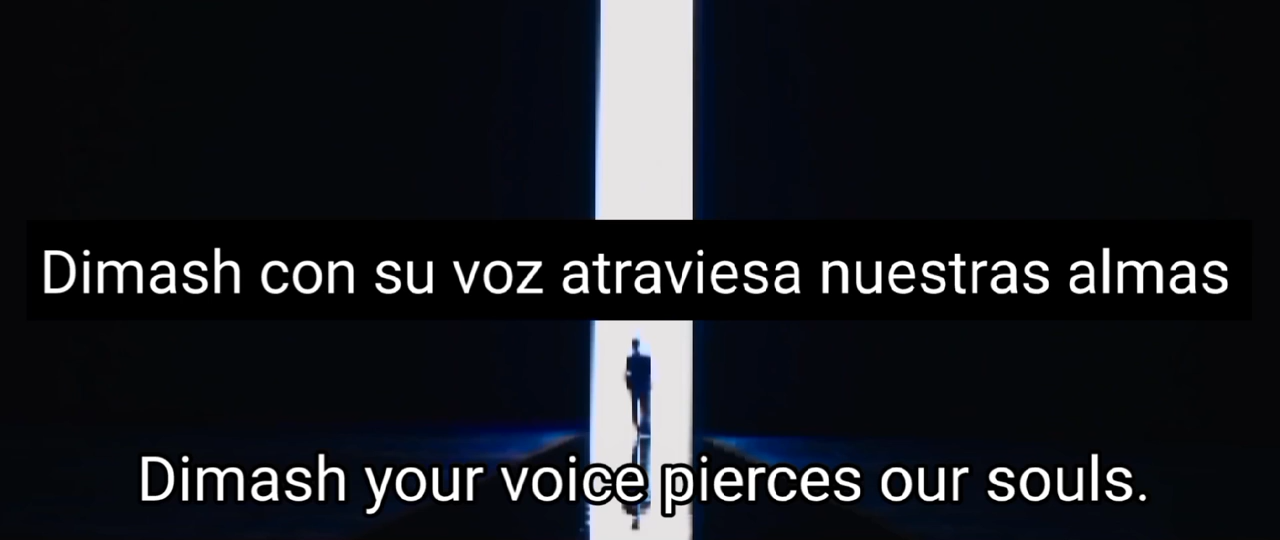 Dimash con su voz atraviesa nuestras almas
Dimash your voice pierces our souls.